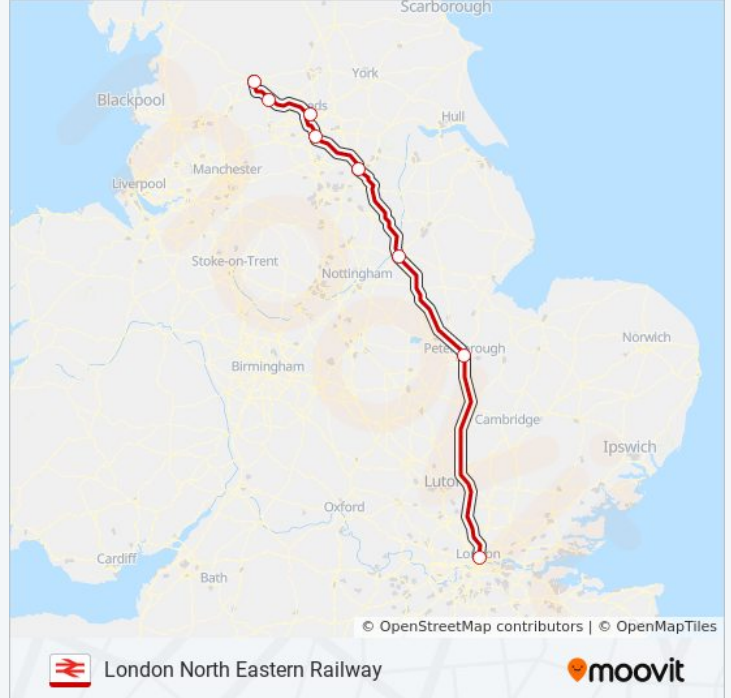 Scarborough
York
Blackpool
Hull
Manchester
Liverpool
Stoke-on-Trent
Nottingham
Norwich
Birmingham
Cambridge
Ipswich
Oxford
Cardiff
Bath
© OpenStreetMap contributors | © OpenMapTiles
London North Eastern Railway
moovit